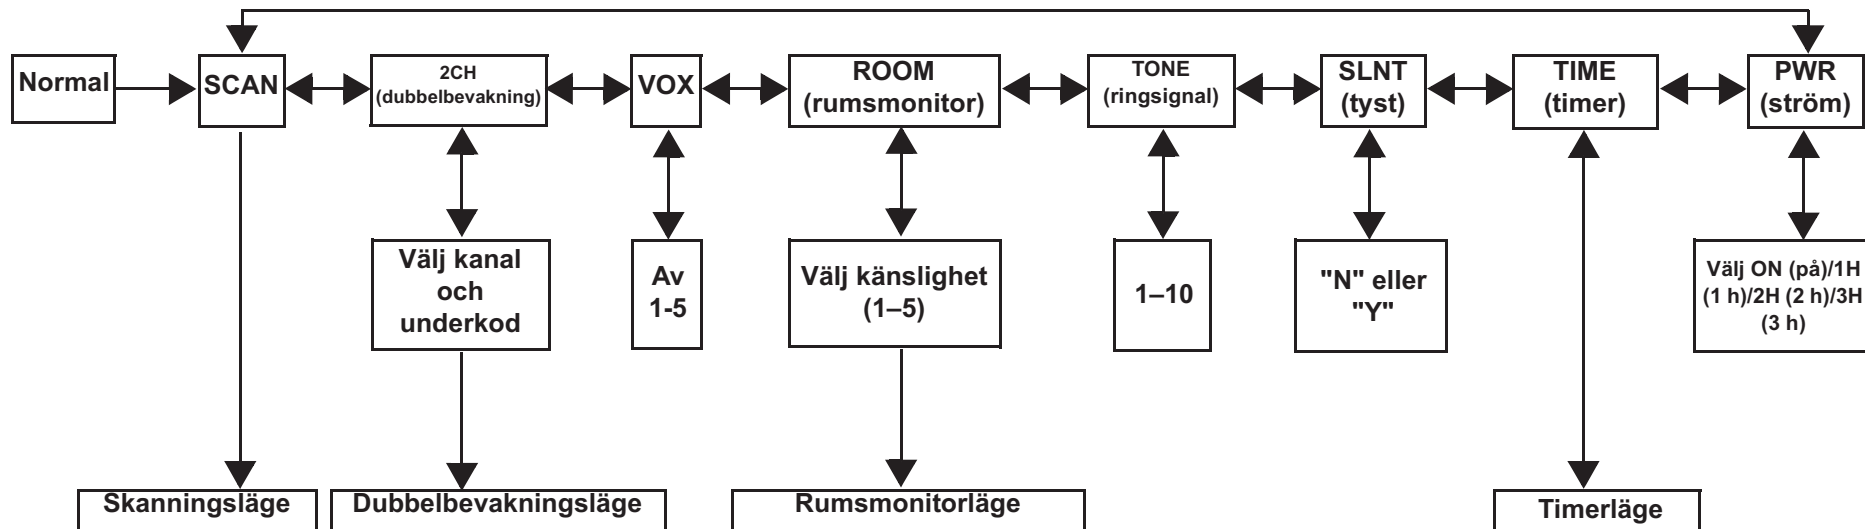 Normal
SCAN
2CH
(dubbelbevakning)
VOX
ROOM
(rumsmonitor)
TONE
(ringsignal)
SLNT
(tyst)
TIME
(timer)
PWR
(ström)
Välj kanal
och
underkod
Av
1-5
Välj känslighet
(1–5)
1–10
"N" eller
"Y"
Välj ON (på)/1H
(1 h)/2H (2 h)/3H
(3 h)
Skanningsläge
Dubbelbevakningsläge
Rumsmonitorläge
Timerläge